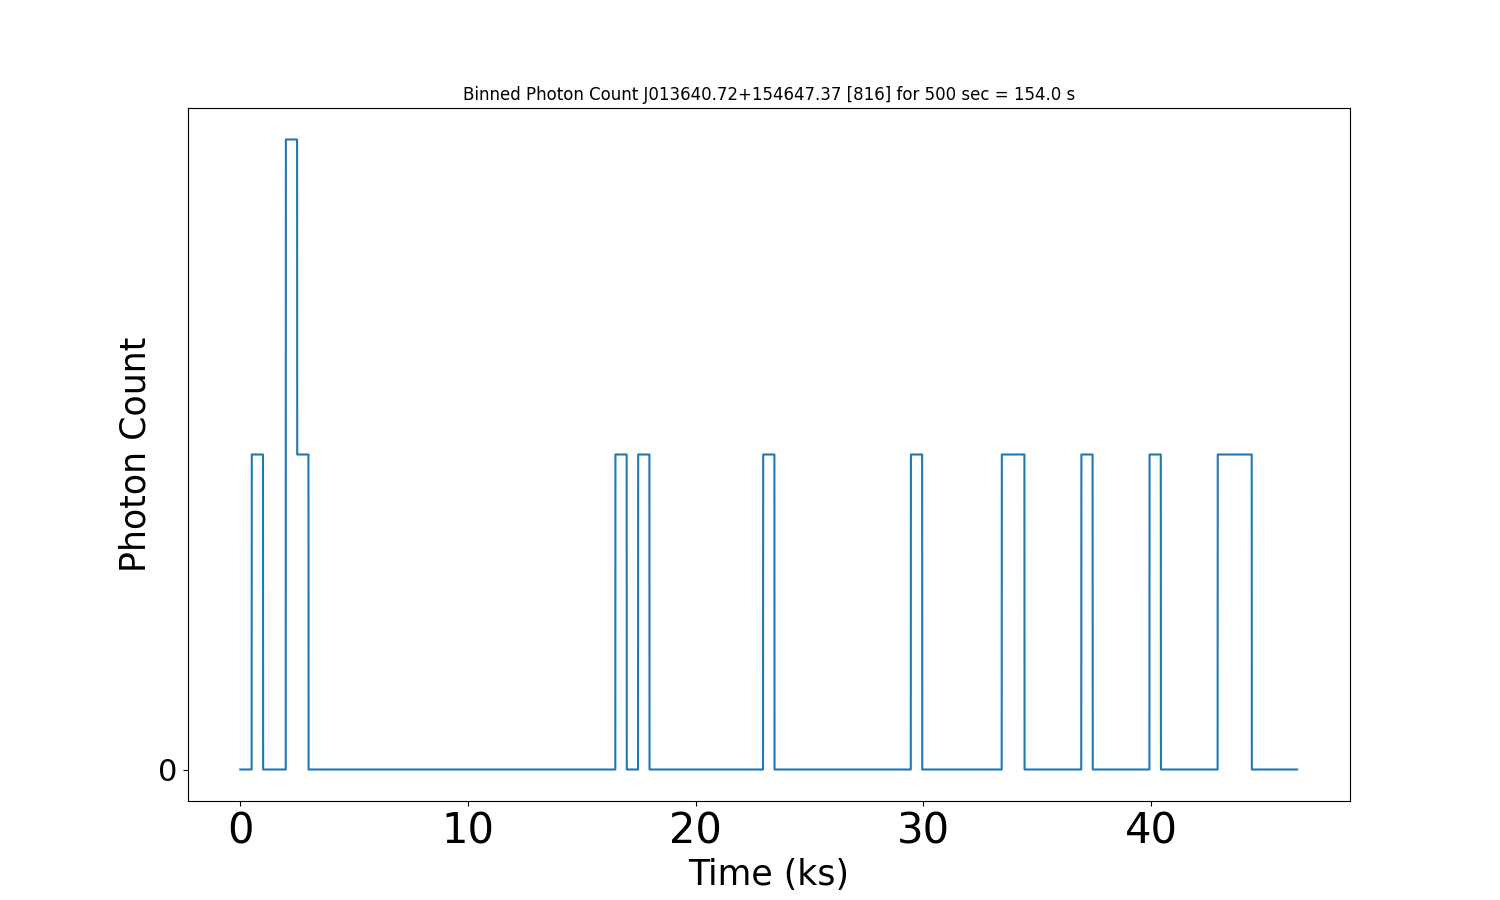 Binned Photon Count J013640.72+154647.37 [816] for 500 sec = 154.0 s
Photon Count
0
0 10 20 30 40
Time (ks)